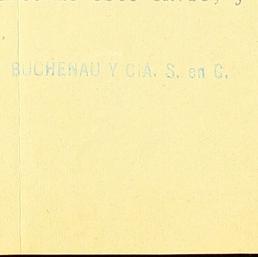 BUCHENAU Y CIA. S. en C.